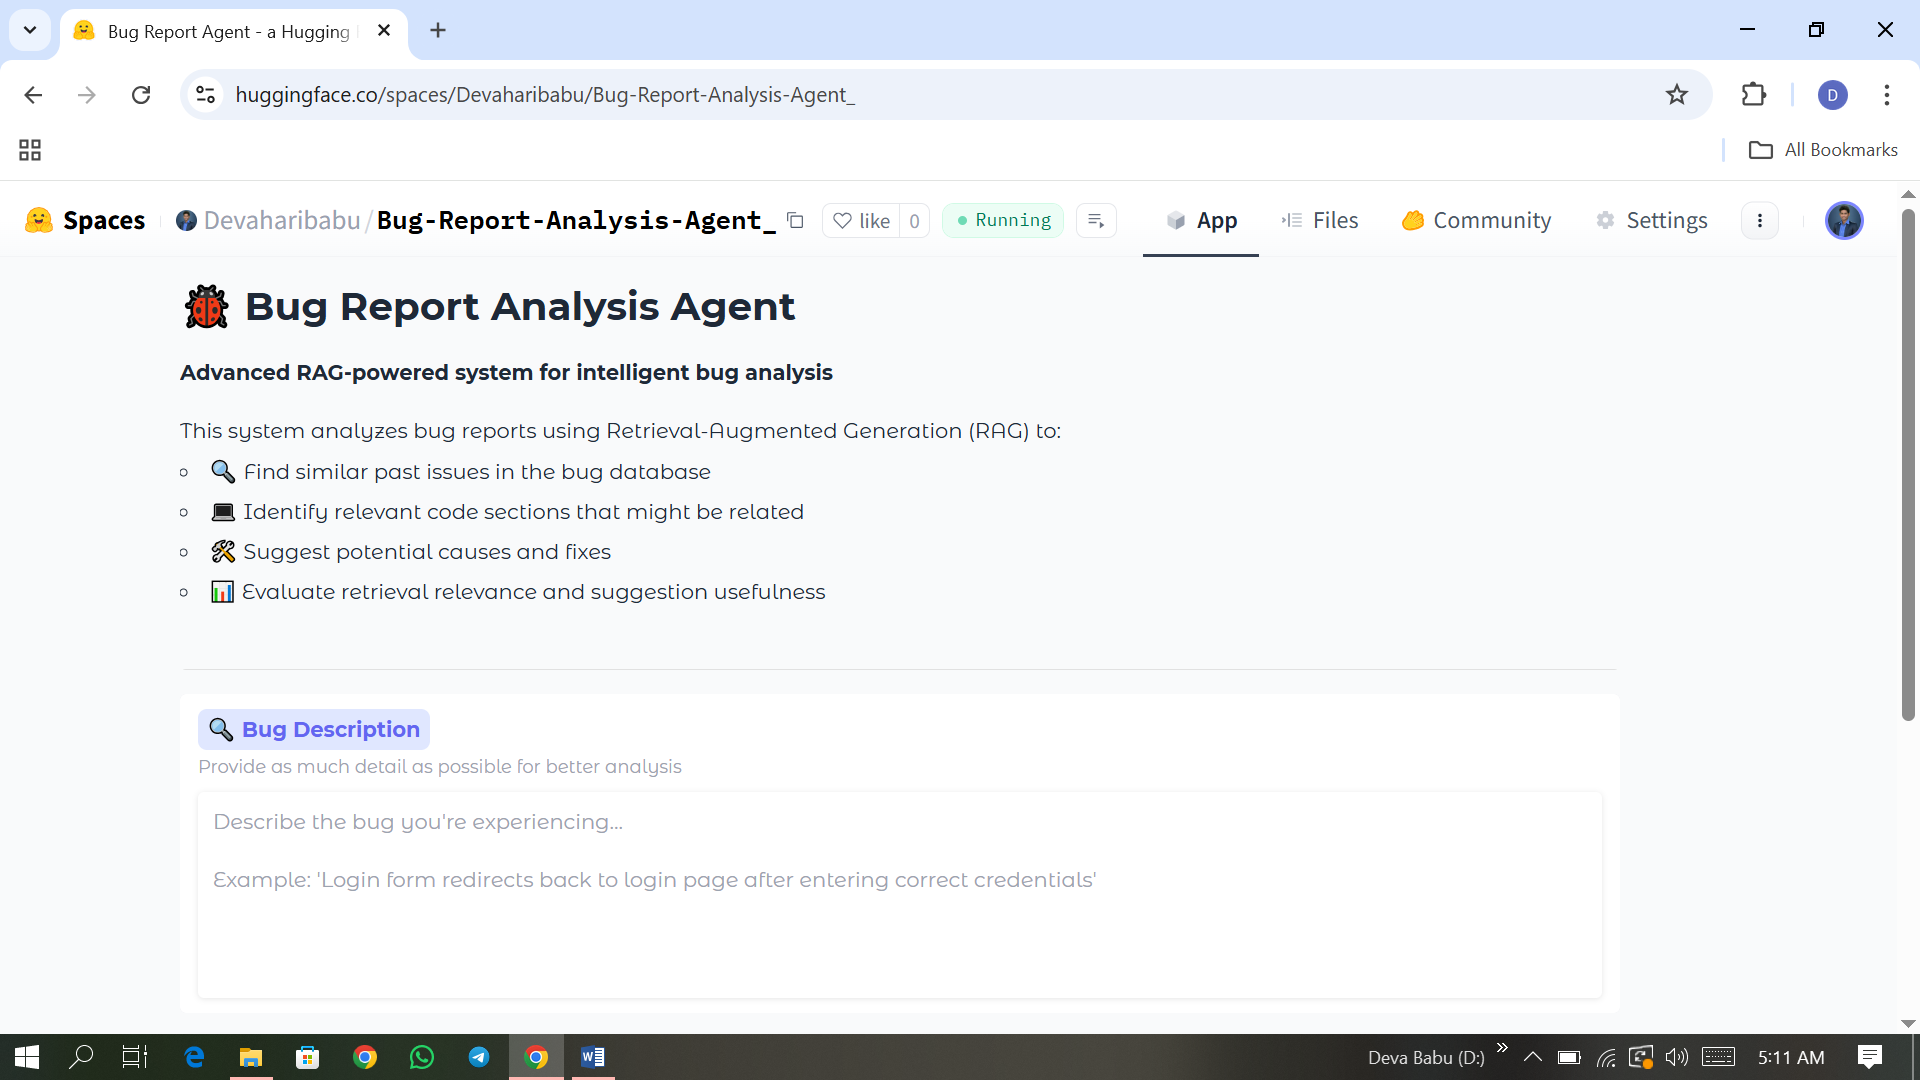 Bug Report Agent - a Hugging
huggingface.co/spaces/Devaharibabu/Bug-Report-Analysis-Agent_
D
All Bookmarks
Spaces Devaharibabu/Bug-Report-Analysis-Agent_ like 0 Running App Files Community Settings
Bug Report Analysis Agent
Advanced RAG-powered system for intelligent bug analysis
This system analyzes bug reports using Retrieval-Augmented Generation (RAG) to:
Find similar past issues in the bug database
Identify relevant code sections that might be related
Suggest potential causes and fixes
Evaluate retrieval relevance and suggestion usefulness
Bug Description
Provide as much detail as possible for better analysis
Describe the bug you're experiencing...
Example: 'Login form redirects back to login page after entering correct credentials'
Deva Babu (D:) 5:11 AM